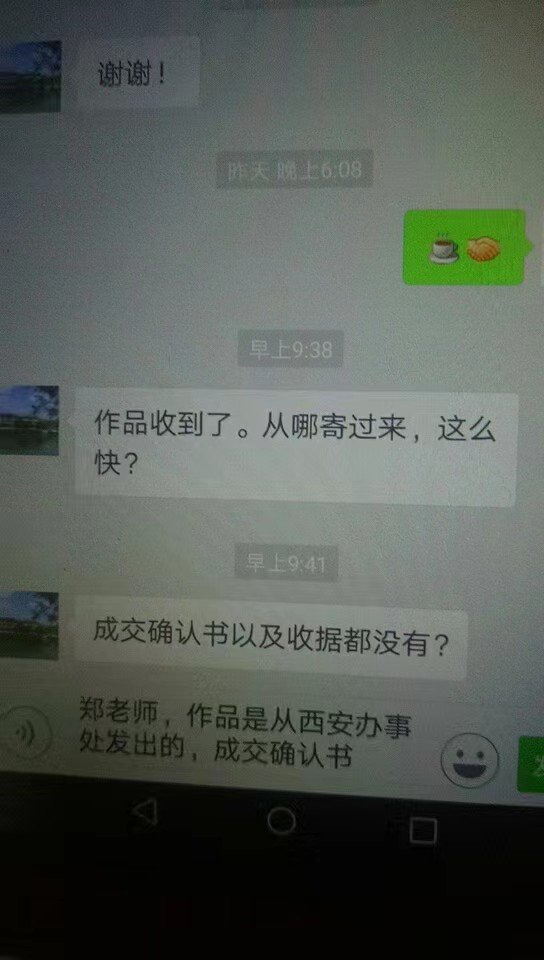 谢谢！
昨天 晚上6:08
早上9:38
作品收到了。从哪寄过来，这么
快？
早上9:41
成交确认书以及收据都没有？
郑老师，作品是从西安办事
处发出的，成交确认书